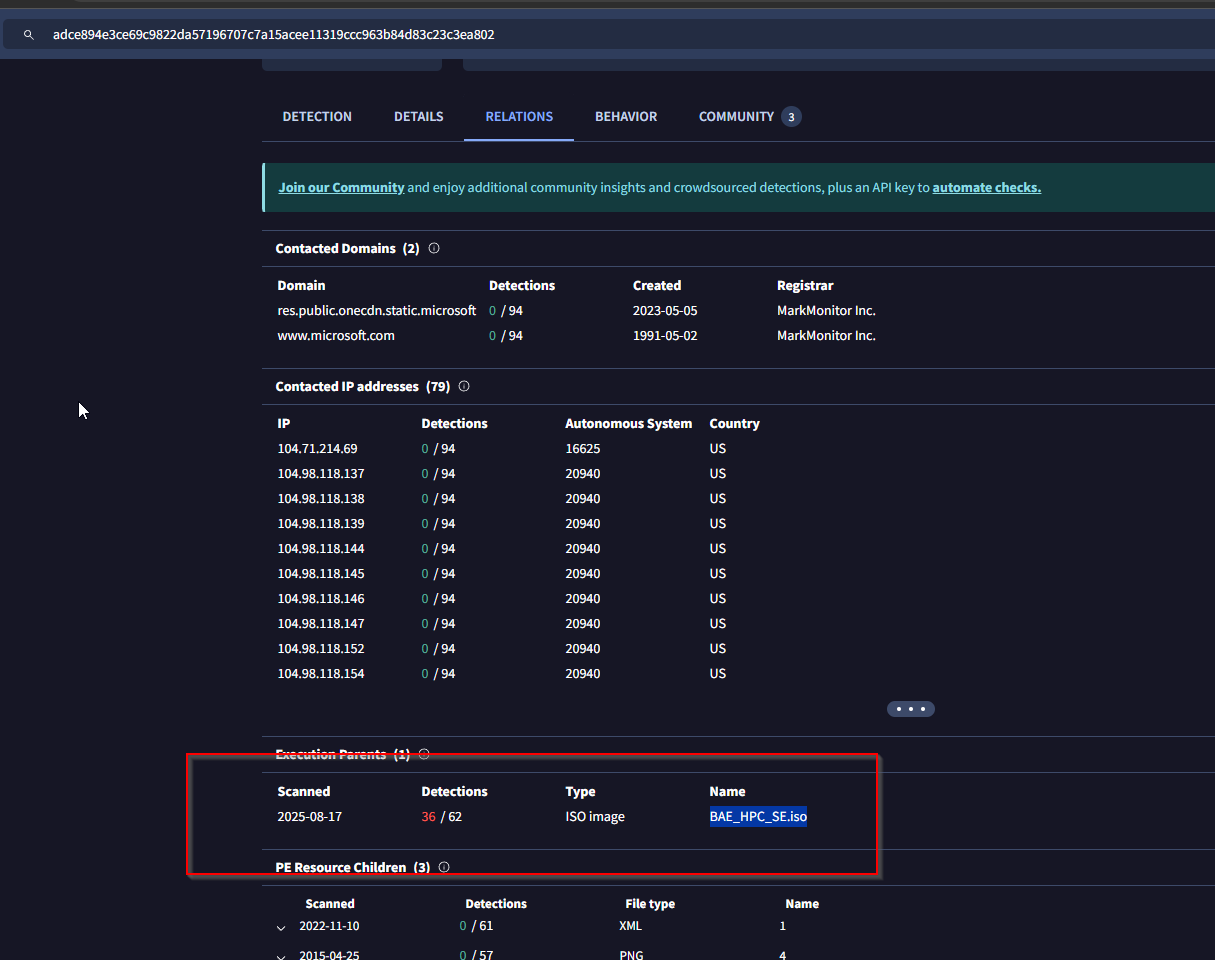 adce894e3ce69c9822da57196707c7a15acee11319ccc963b84d83c23c3ea802
DETECTION DETAILS RELATIONS BEHAVIOR COMMUNITY 3
Join our Community and enjoy additional community insights and crowdsourced detections, plus an API key to automate checks.
Contacted Domains (2)
Domain Detections Created Registrar
res.public.onecdn.static.microsoft 0 / 94 2023-05-05 MarkMonitor Inc.
www.microsoft.com 0 / 94 1991-05-02 MarkMonitor Inc.
Contacted IP addresses (79)
IP Detections Autonomous System Country
104.71.214.69 0 / 94 16625 US
104.98.118.137 0 / 94 20940 US
104.98.118.138 0 / 94 20940 US
104.98.118.139 0 / 94 20940 US
104.98.118.144 0 / 94 20940 US
104.98.118.145 0 / 94 20940 US
104.98.118.146 0 / 94 20940 US
104.98.118.147 0 / 94 20940 US
104.98.118.152 0 / 94 20940 US
104.98.118.154 0 / 94 20940 US
Execution Parents (1)
Scanned Detections Type Name
2025-08-17 36 / 62 ISO image BAE_HPC_SE.iso
PE Resource Children (3)
Scanned Detections File type Name
2022-11-10 0 / 61 XML 1
2015-04-25 0 / 57 PNG 4